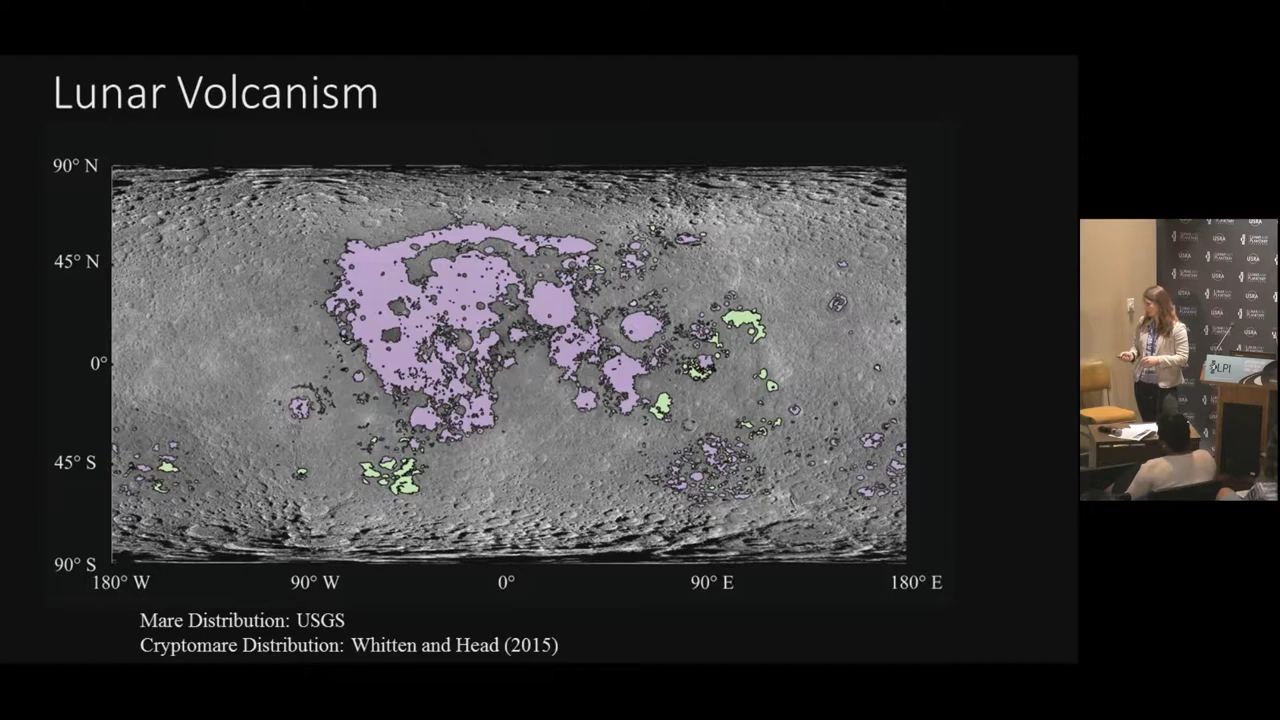 Lunar Volcanism
90° N
45° N
0°
45° S
90° S
180° W
90° W
0°
90° E
180° E
Mare Distribution: USGS
Cryptomare Distribution: Whitten and Head (2015)
USRA
LPI